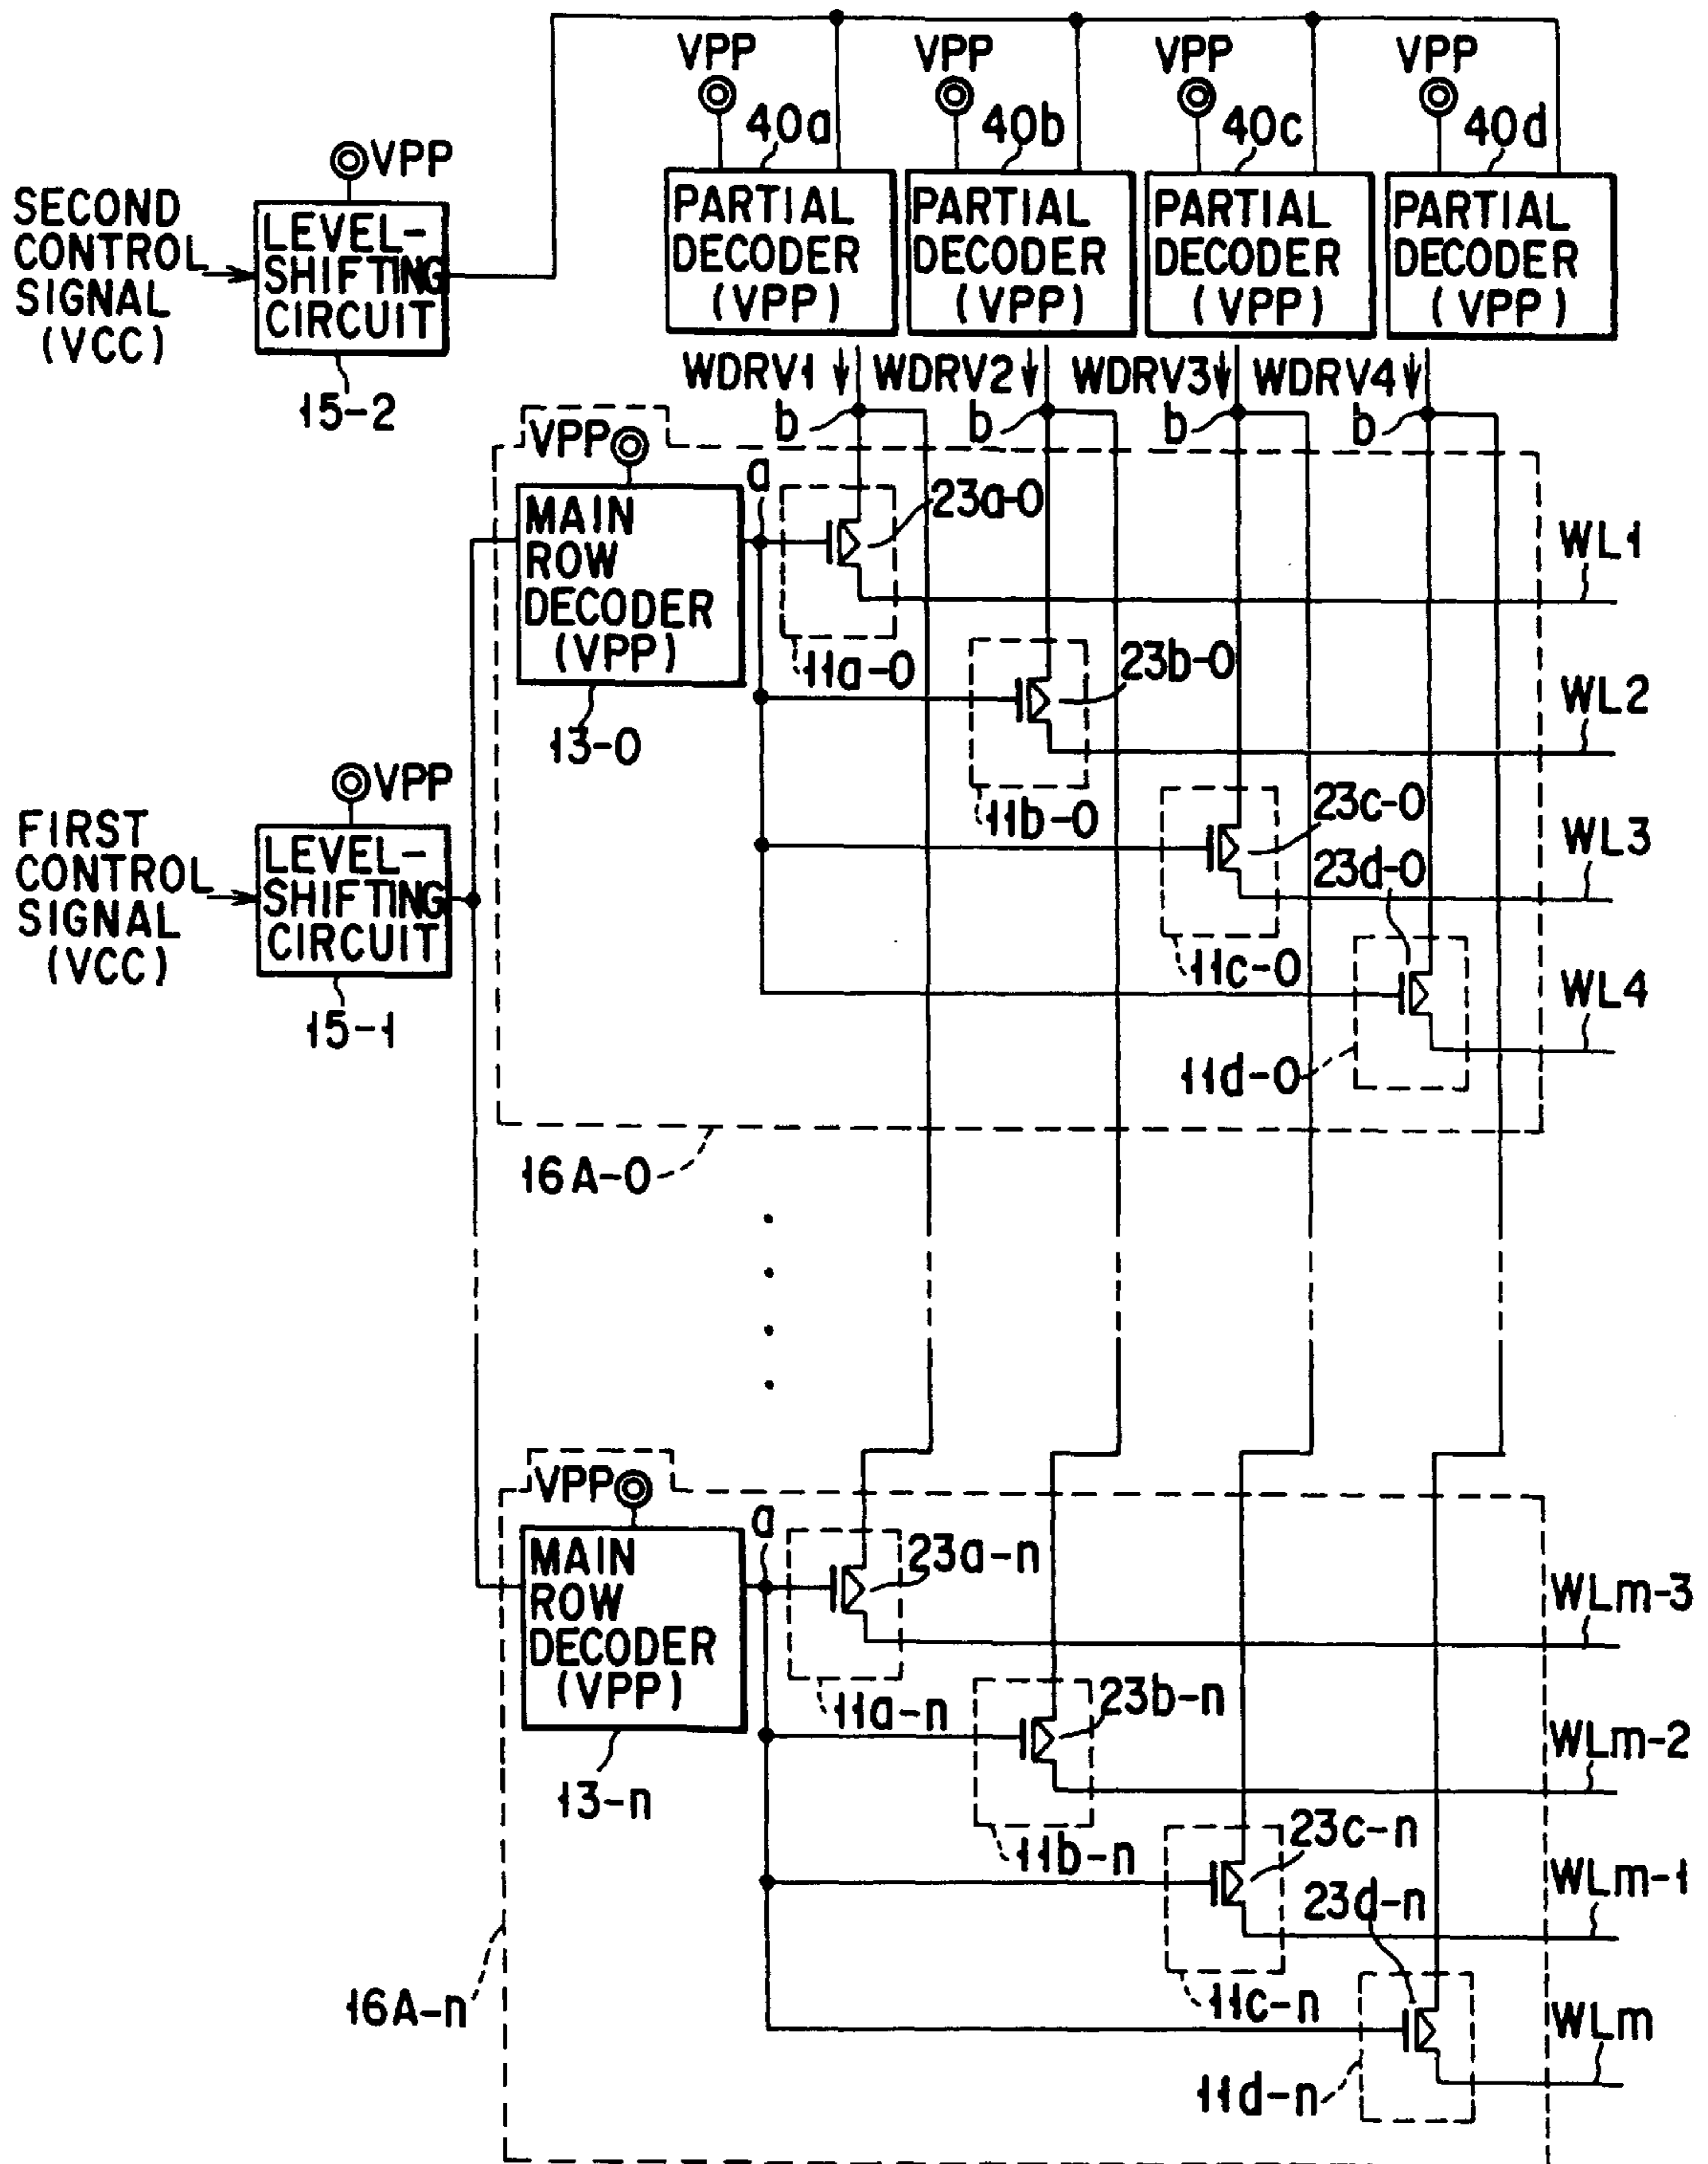 VPP VPP VPP VPP
40a 40b 40c 40d
VPP
SECOND
CONTROL
SIGNAL
(VCC)
LEVEL-
SHIFTING
CIRCUIT
15-2
PARTIAL
DECODER
(VPP)
PARTIAL
DECODER
(VPP)
PARTIAL
DECODER
(VPP)
PARTIAL
DECODER
(VPP)
WDRV1 WDRV2 WDRV3 WDRV4
b b b b
VPP
a
MAIN
ROW
DECODER
(VPP)
13-0
23a-0
WL1
11a-0
23b-0
WL2
11b-0
23c-0
WL3
23d-0
11c-0
WL4
11d-0
VPP
FIRST
CONTROL
SIGNAL
(VCC)
LEVEL-
SHIFTING
CIRCUIT
15-1
16A-0
VPP
a
MAIN
ROW
DECODER
(VPP)
13-n
23a-n
WLm-3
11a-n
23b-n
WLm-2
11b-n
23c-n
WLm-1
23d-n
11c-n
WLm
11d-n
16A-n